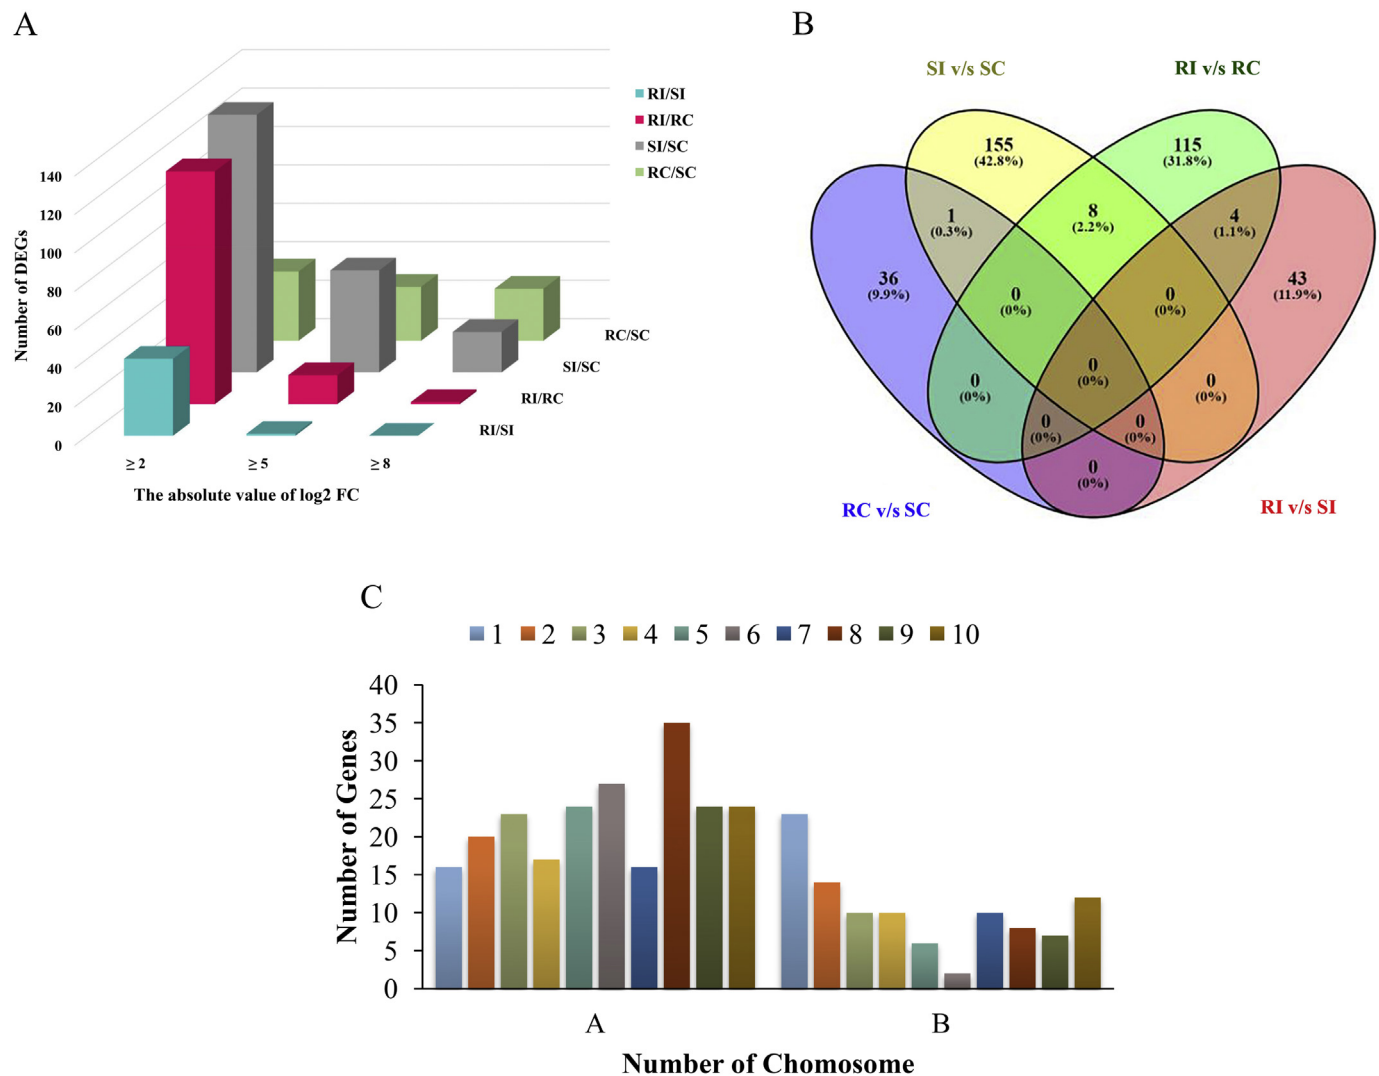 A
RI/SI
RI/RC
SI/SC
RC/SC
Number of DEGs
140
120
100
80
60
40
20
0
RC/SC
SI/SC
RI/RC
RI/SI
≥ 2
≥ 5
≥ 8
The absolute value of log2 FC
B
SI v/s SC
RI v/s RC
155
(42.8%)
115
(31.8%)
1
(0.3%)
8
(2.2%)
4
(1.1%)
36
(9.9%)
0
(0%)
0
(0%)
43
(11.9%)
0
(0%)
0
(0%)
0
(0%)
0
(0%)
0
(0%)
0
(0%)
RC v/s SC
RI v/s SI
C
1 2 3 4 5 6 7 8 9 10
Number of Genes
40
35
30
25
20
15
10
5
0
A
B
Number of Chomosome